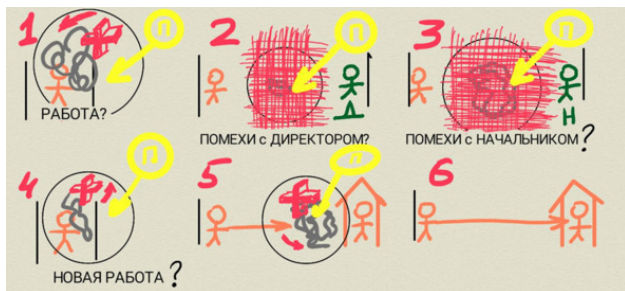 1
П
2
П
3
П
РАБОТА?
Д
Н
ПОМЕХИ с ДИРЕКТОРОМ?
ПОМЕХИ с НАЧАЛЬНИКОМ?
4
П
5
П
6
НОВАЯ РАБОТА?